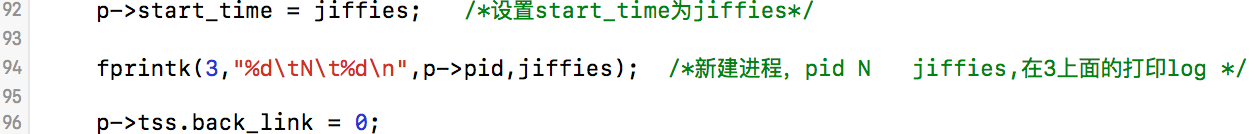 92 p->start_time = jiffies; /*设置start_time为jiffies*/
93
94 fprintk(3,"%d\tN\t%d\n",p->pid,jiffies); /*新建进程，pid N jiffies,在3上面的打印log */
95
96 p->tss.back_link = 0;